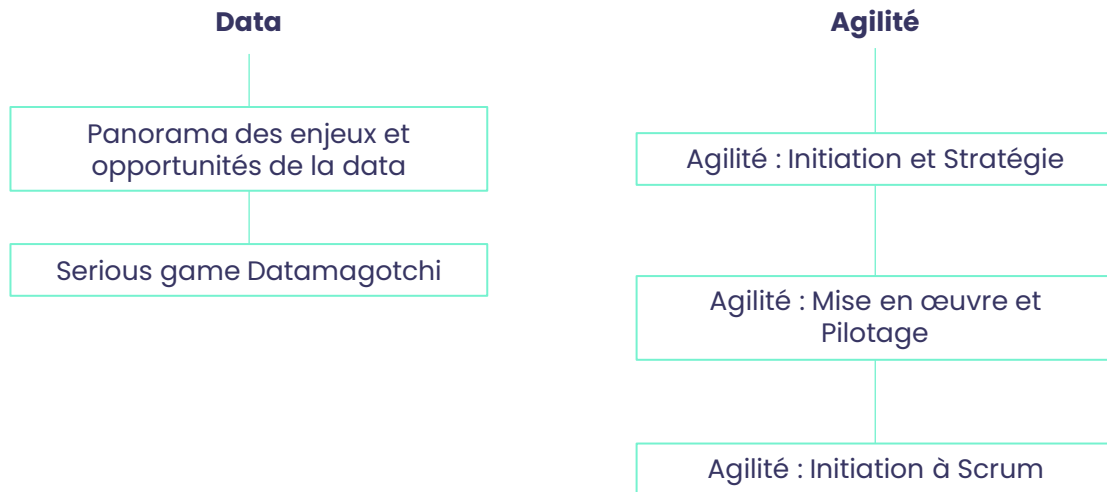 Data
Panorama des enjeux et
opportunités de la data
Serious game Datamagotchi
Agilité
Agilité : Initiation et Stratégie
Agilité : Mise en œuvre et
Pilotage
Agilité : Initiation à Scrum